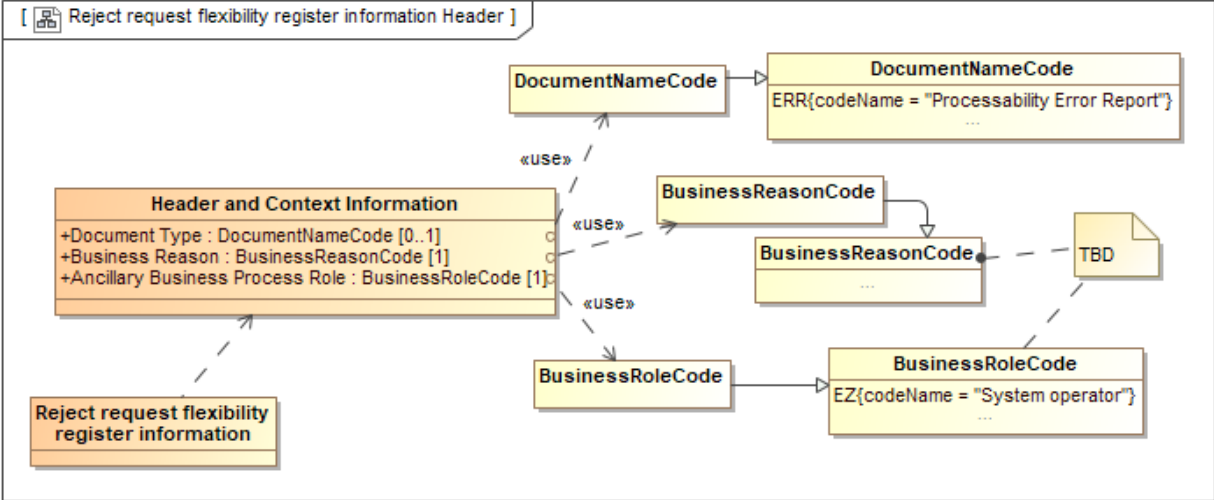 [ Reject request flexibility register information Header ]
DocumentNameCode
DocumentNameCode
ERR{codeName = "Processability Error Report"}
...
«use»
Header and Context Information
+Document Type : DocumentNameCode [0..1]
+Business Reason : BusinessReasonCode [1]
+Ancillary Business Process Role : BusinessRoleCode [1]
«use»
BusinessReasonCode
BusinessReasonCode
...
TBD
«use»
BusinessRoleCode
BusinessRoleCode
EZ{codeName = "System operator"}
...
Reject request flexibility
register information